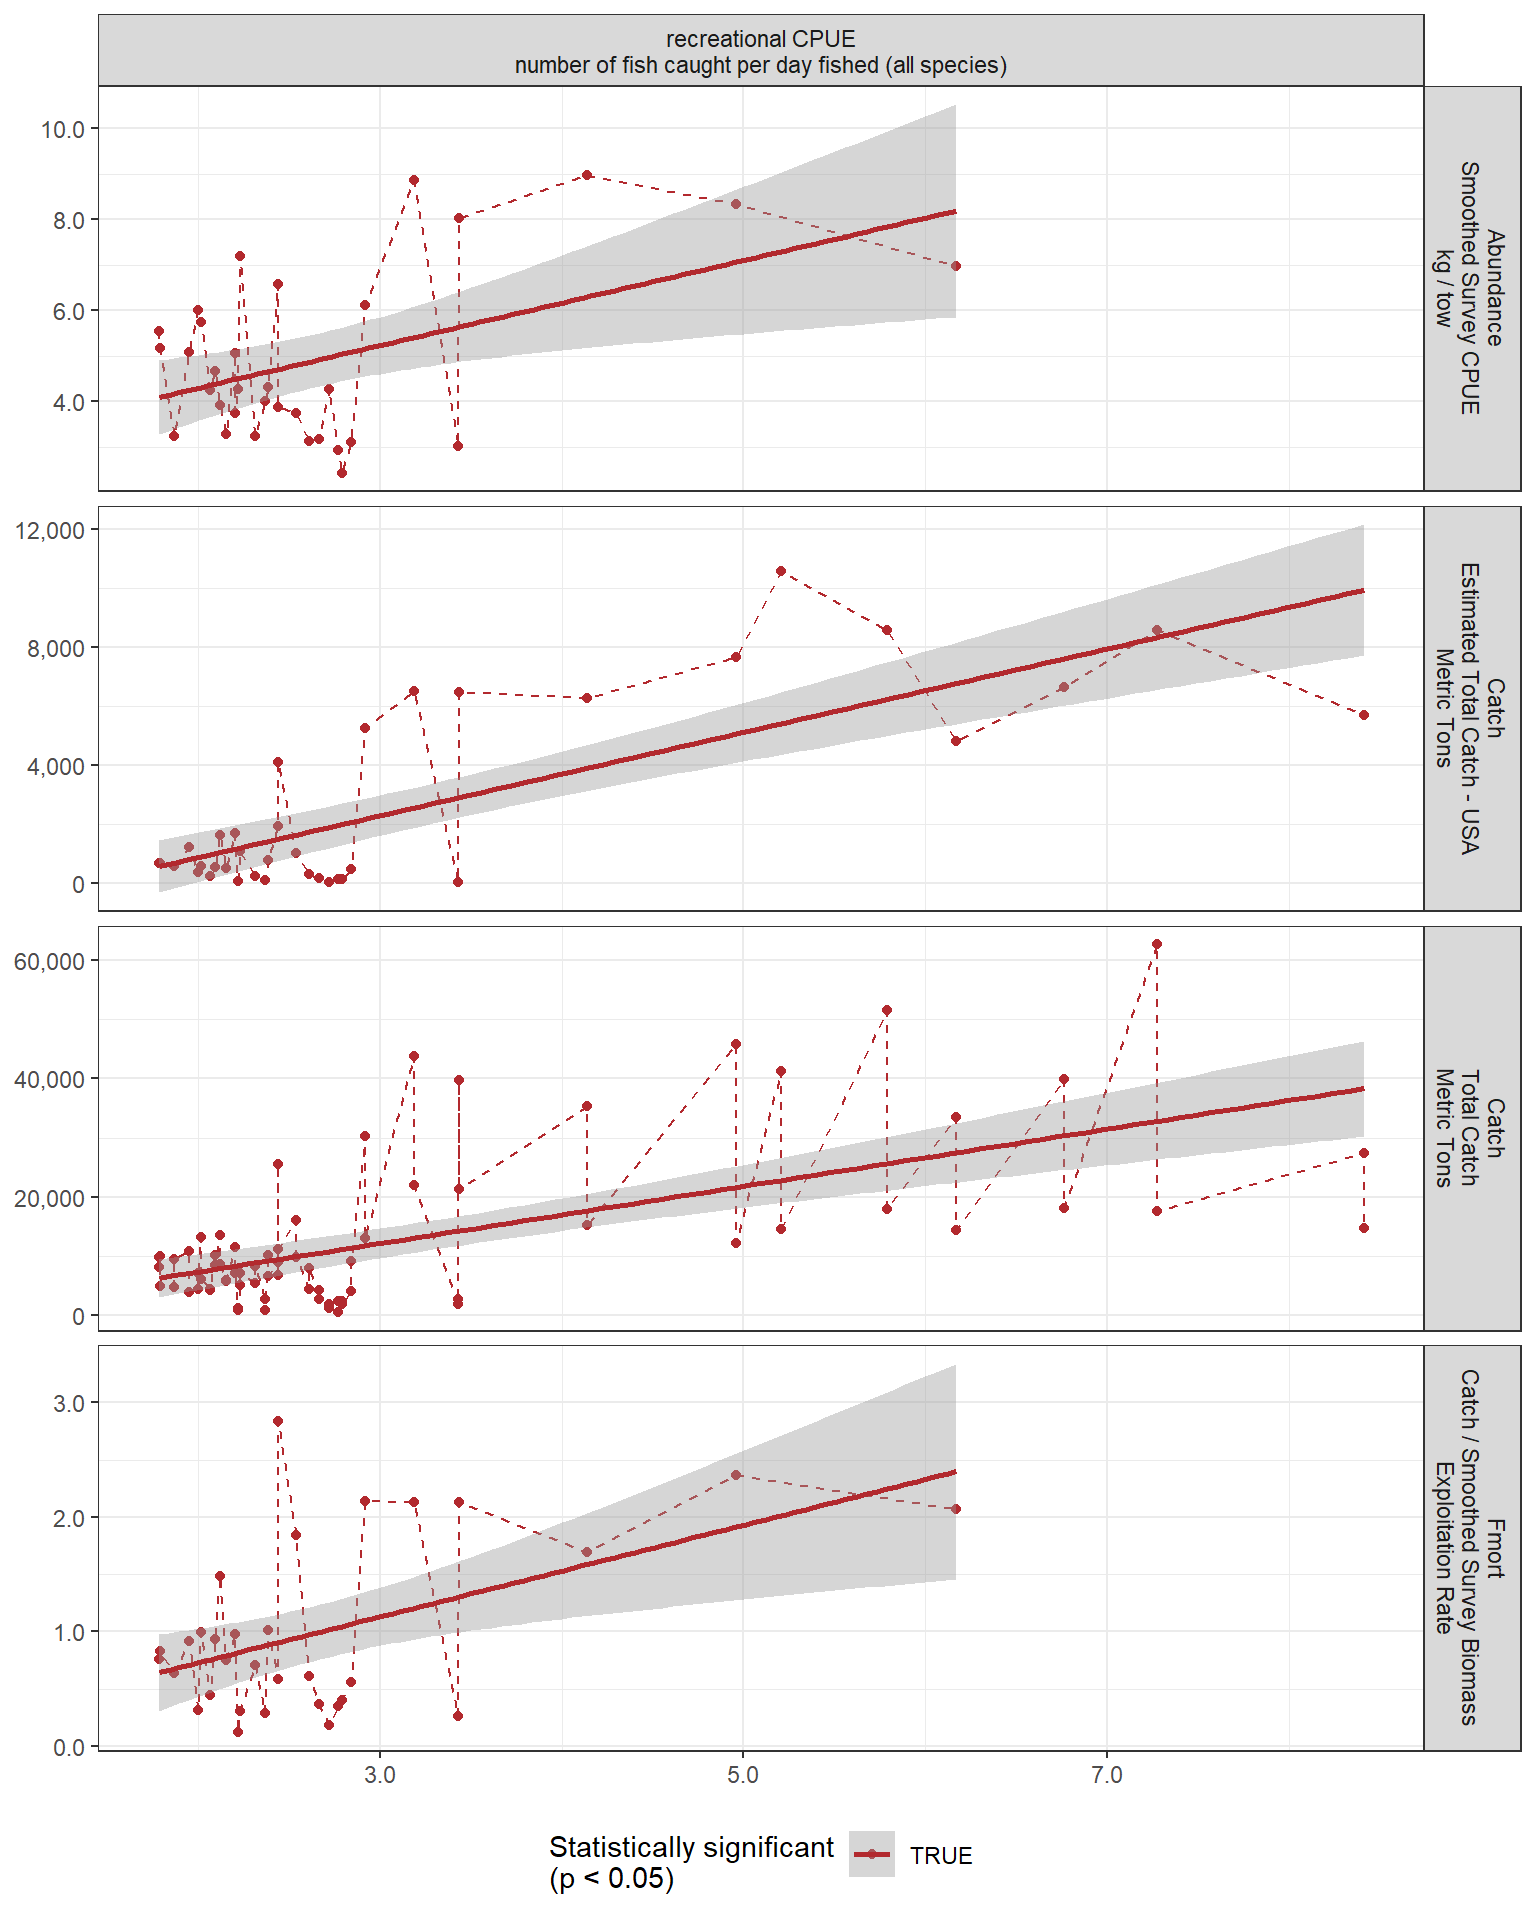 recreational CPUE
number of fish caught per day fished (all species)
10.0
8.0
6.0
4.0
Abundance
Smoothed Survey CPUE
kg / tow
12,000
8,000
4,000
0
Catch
Estimated Total Catch - USA
Metric Tons
60,000
40,000
20,000
0
Catch
Total Catch
Metric Tons
3.0
2.0
1.0
0.0
Fmort
Catch / Smoothed Survey Biomass
Exploitation Rate
3.0
5.0
7.0
Statistically significant
(p < 0.05)
TRUE